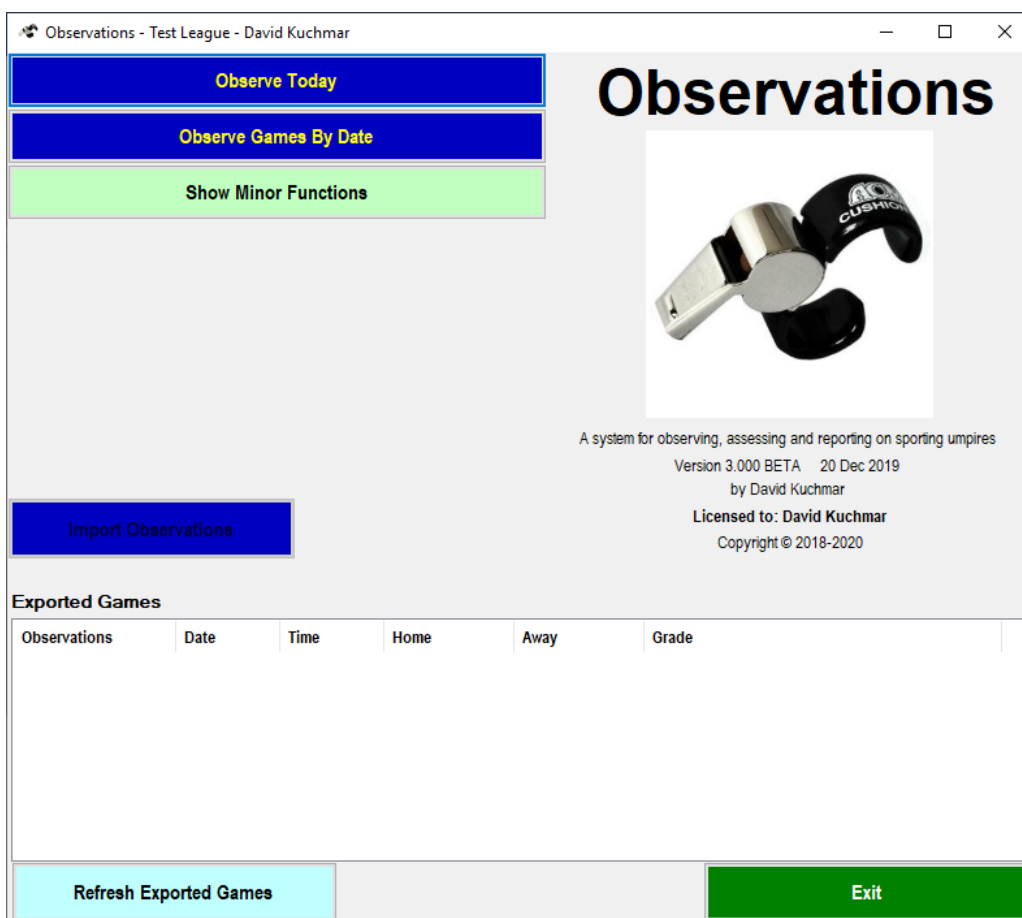 Observations - Test League - David Kuchmar
Observe Today
Observe Games By Date
Show Minor Functions
Observations
CUSHION
A system for observing, assessing and reporting on sporting umpires
Version 3.000 BETA 20 Dec 2019
by David Kuchmar
Licensed to: David Kuchmar
Copyright © 2018-2020
Import Observations
Exported Games
Observations Date Time Home Away Grade
Refresh Exported Games
Exit